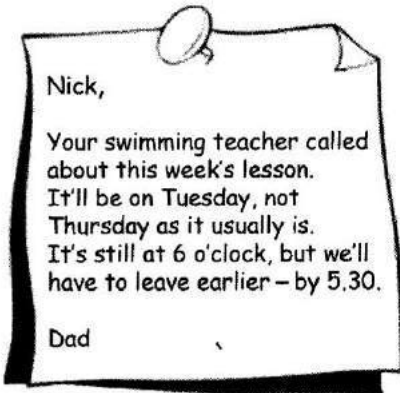 Nick,
Your swimming teacher called
about this week's lesson.
It'll be on Tuesday, not
Thursday as it usually is.
It's still at 6 o'clock, but we'll
have to leave earlier – by 5.30.
Dad